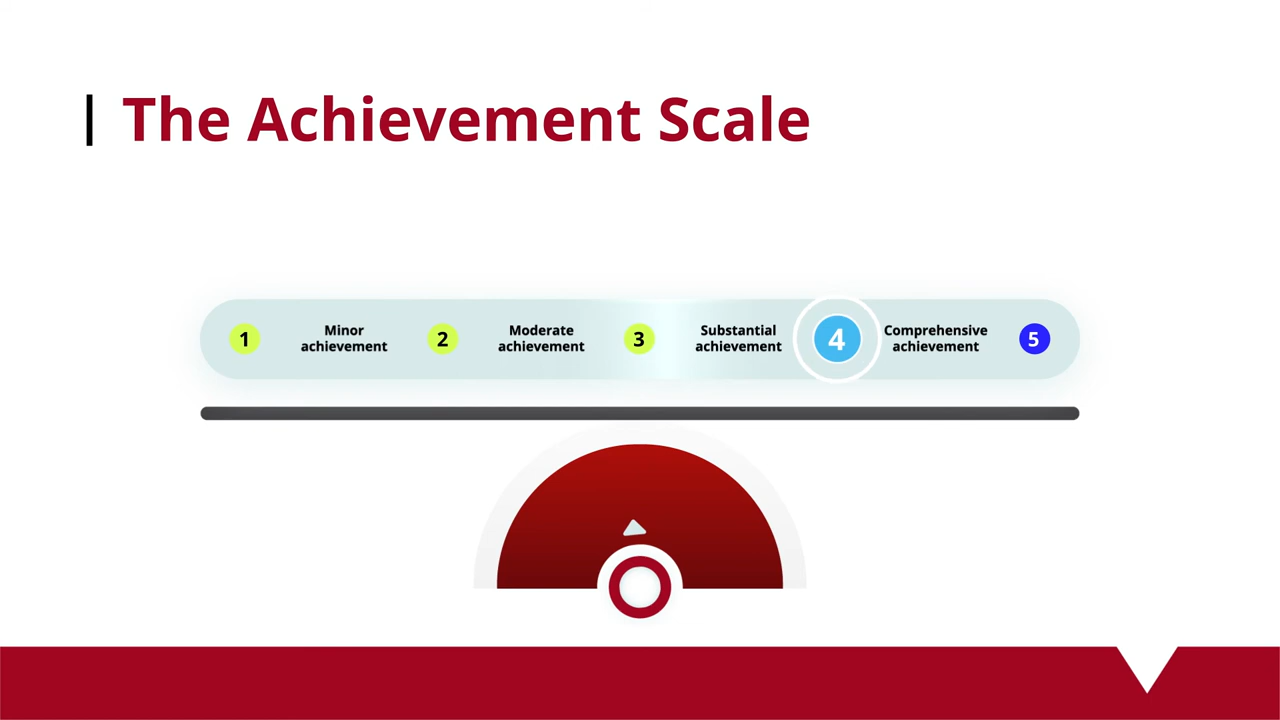 The Achievement Scale
1
Minor
achievement
2
Moderate
achievement
3
Substantial
achievement
4
Comprehensive
achievement
5